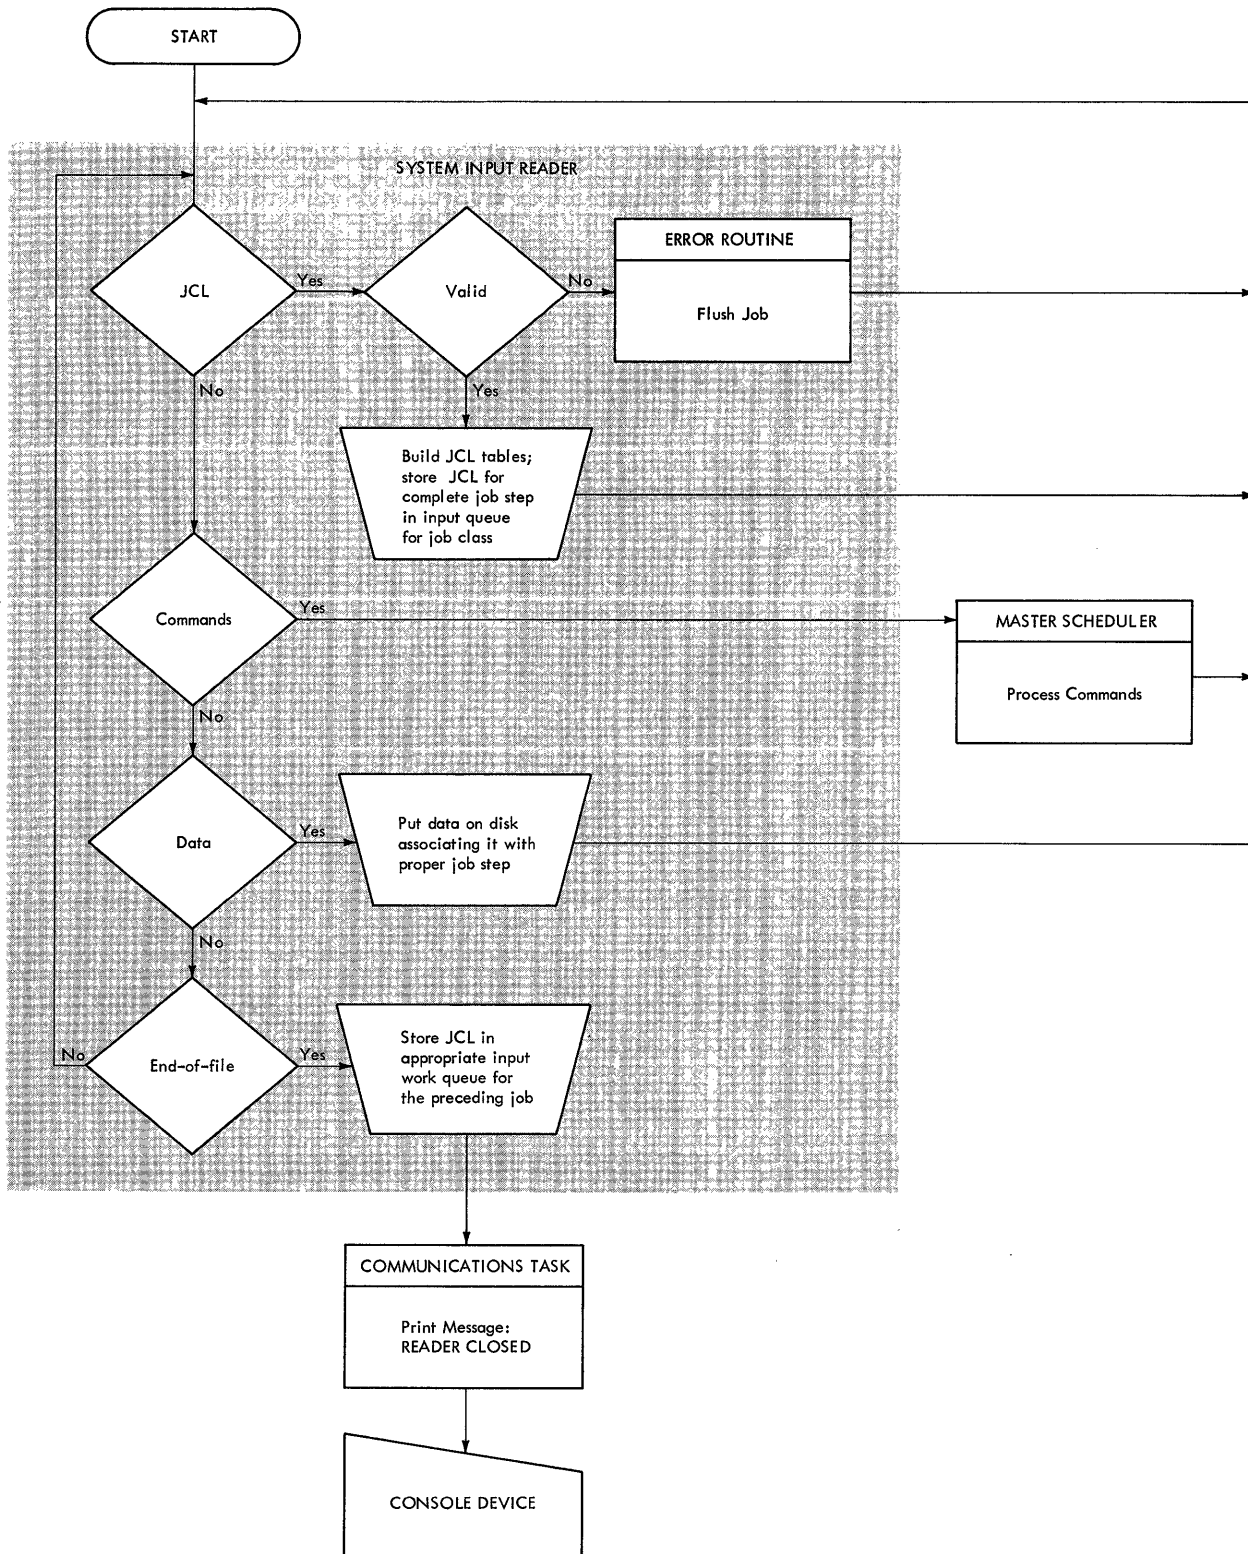 START
SYSTEM INPUT READER
JCL
Yes
Valid
No
ERROR ROUTINE
Flush Job
No
Yes
Build JCL tables;
store JCL for
complete job step
in input queue
for job class
Commands
Yes
MASTER SCHEDULER
Process Commands
No
Data
Yes
Put data on disk
associating it with
proper job step
No
End-of-file
No
Yes
Store JCL in
appropriate input
work queue for
the preceding job
COMMUNICATIONS TASK
Print Message:
READER CLOSED
CONSOLE DEVICE